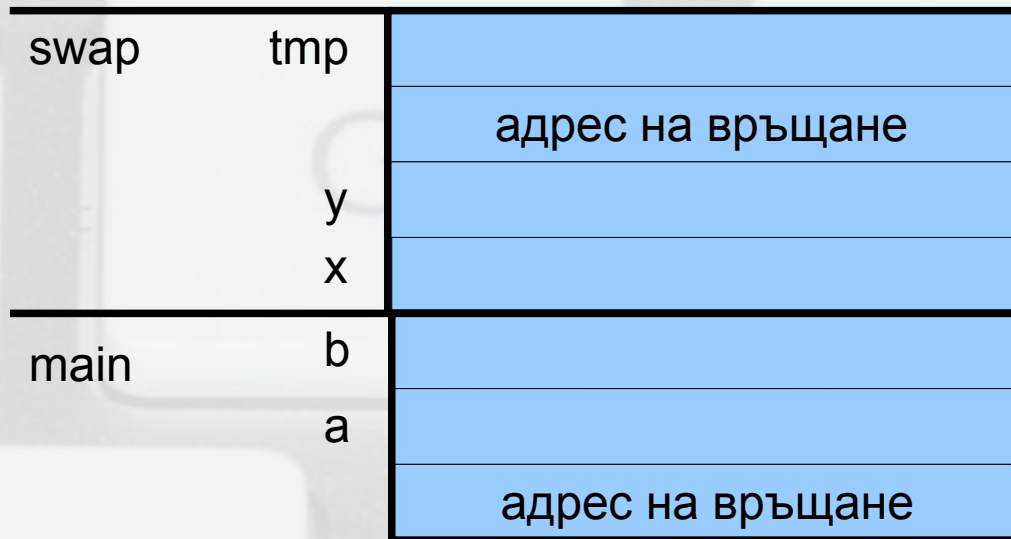 swap tmp
адрес на връщане
y
x
main b
a
адрес на връщане